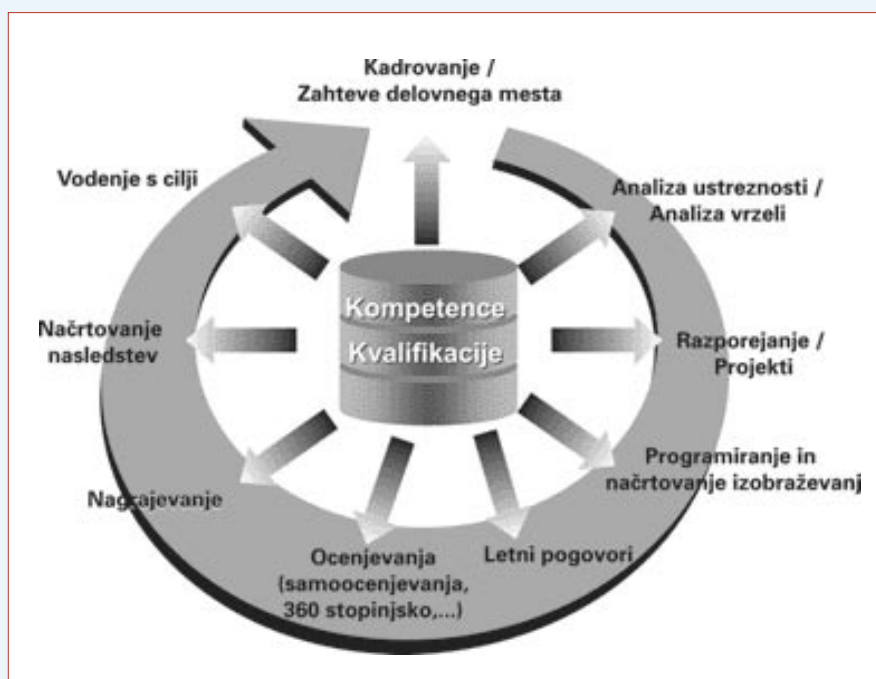 Kadrovanje /
Zahteve delovnega mesta
Analiza ustreznosti /
Analiza vrzeli
Razporejanje /
Projekti
Programiranje in
načrtovanje izobraževanj
Letni pogovori
Ocenjevanja
(samoocenjevanja,
360 stopinjsko,...)
Nagrajevanje
Načrtovanje
nasledstev
Vodenje s cilji
Kompetence
Kvalifikacije